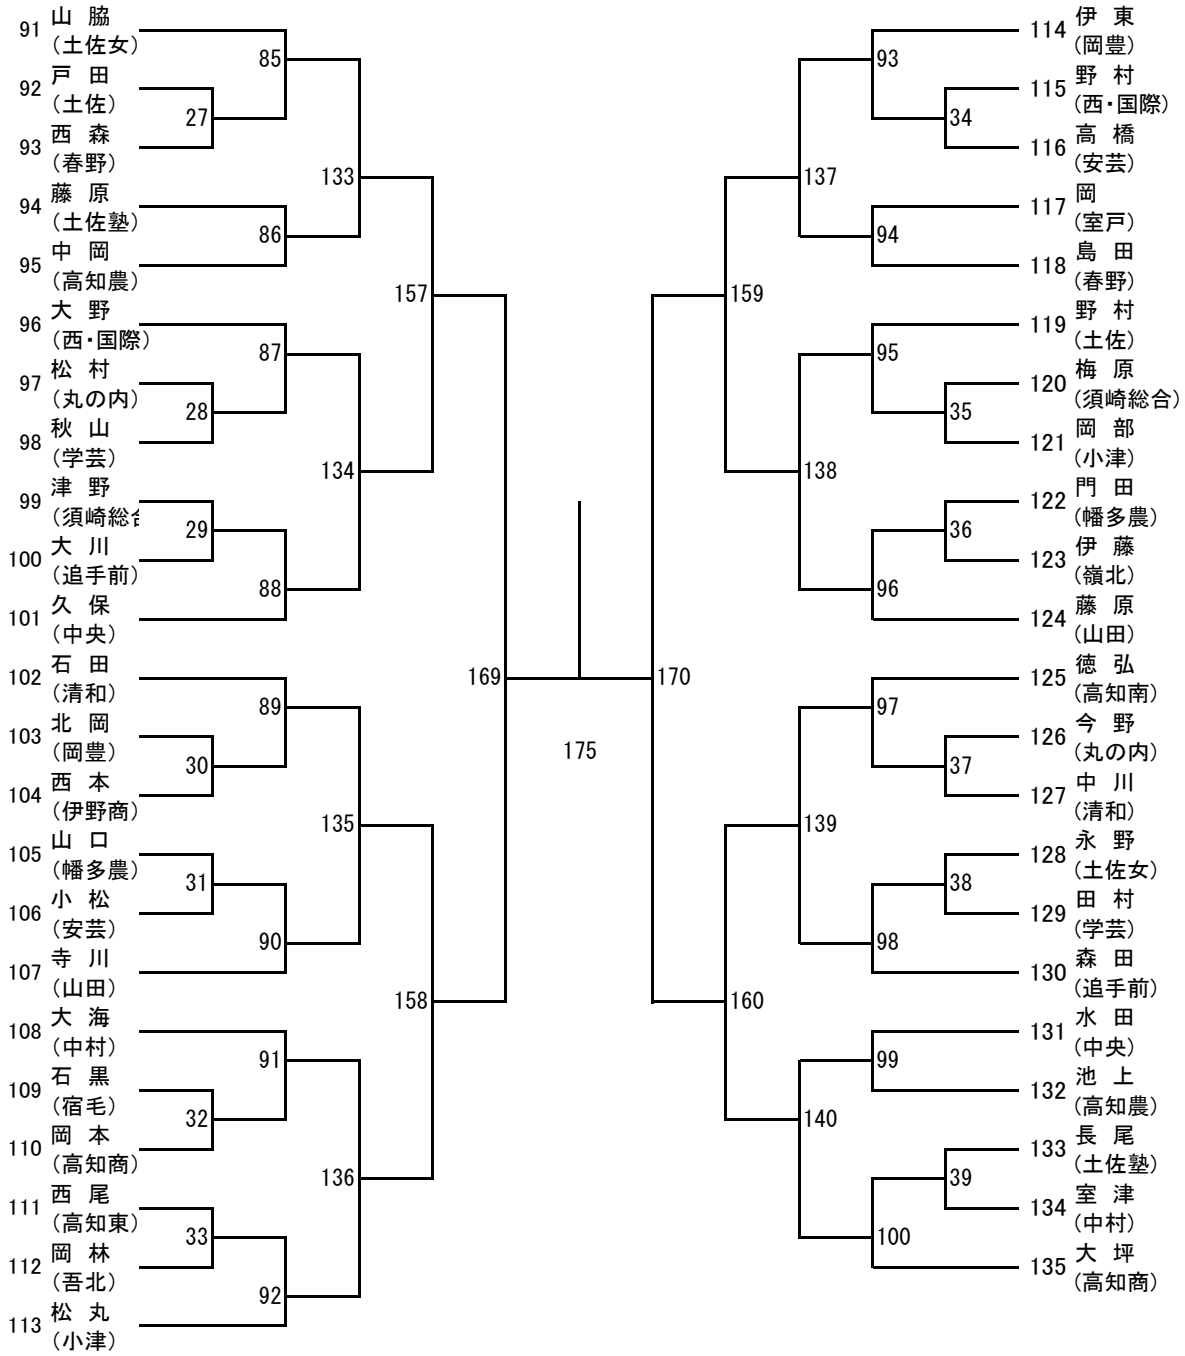 91 山 脇
(土佐女)
92 戸 田
(土佐)
93 西 森
(春野)
94 藤 原
(土佐塾)
95 中 岡
(高知農)
96 大 野
(西・国際)
97 松 村
(丸の内)
98 秋 山
(学芸)
99 津 野
(須崎総合
100 大 川
(追手前)
101 久 保
(中央)
102 石 田
(清和)
103 北 岡
(岡豊)
104 西 本
(伊野商)
105 山 口
(幡多農)
106 小 松
(安芸)
107 寺 川
(山田)
108 大 海
(中村)
109 石 黒
(宿毛)
110 岡 本
(高知商)
111 西 尾
(高知東)
112 岡 林
(吾北)
113 松 丸
(小津)
27
28
29
30
31
32
33
85
86
87
88
89
90
91
92
133
134
135
136
157
158
169
175
170
159
160
137
138
139
140
93
94
95
96
97
98
99
100
34
35
36
37
38
39
114 伊 東
(岡豊)
115 野 村
(西・国際)
116 高 橋
(安芸)
117 岡
(室戸)
118 島 田
(春野)
119 野 村
(土佐)
120 梅 原
(須崎総合)
121 岡 部
(小津)
122 門 田
(幡多農)
123 伊 藤
(嶺北)
124 藤 原
(山田)
125 徳 弘
(高知南)
126 今 野
(丸の内)
127 中 川
(清和)
128 永 野
(土佐女)
129 田 村
(学芸)
130 森 田
(追手前)
131 水 田
(中央)
132 池 上
(高知農)
133 長 尾
(土佐塾)
134 室 津
(中村)
135 大 坪
(高知商)